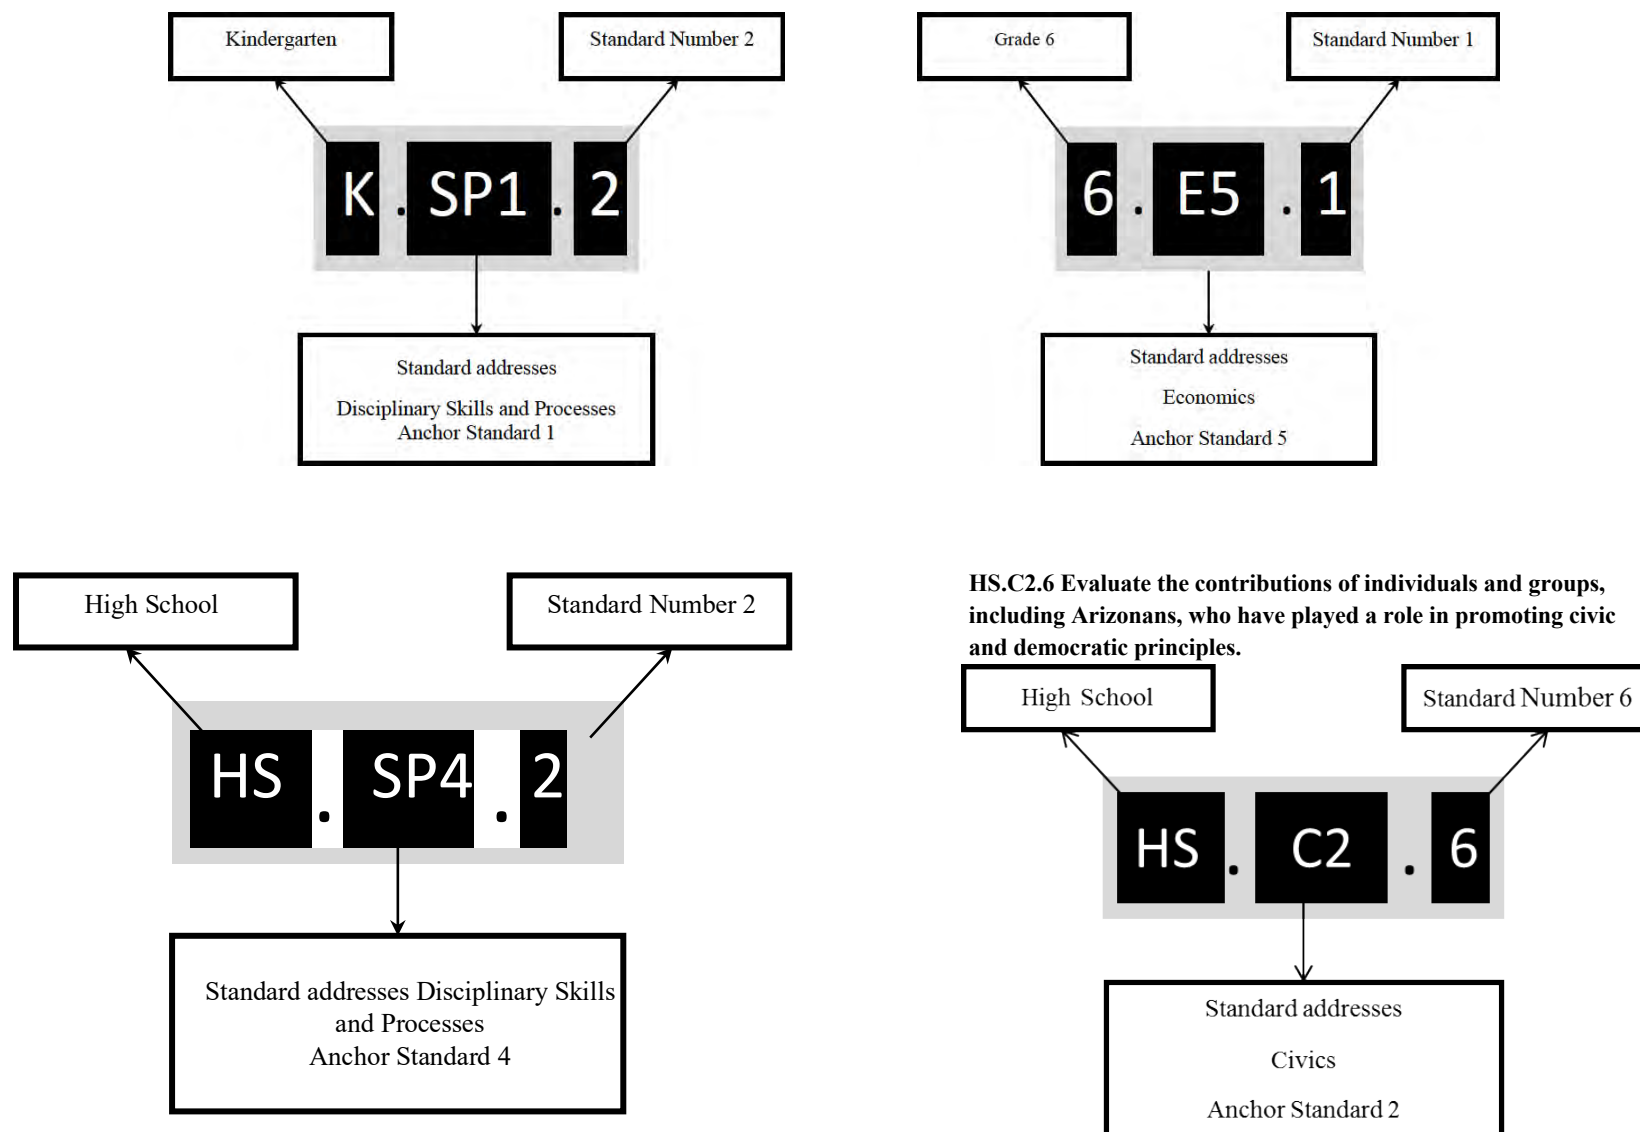 Kindergarten
Standard Number 2
K . SP1 . 2
Standard addresses
Disciplinary Skills and Processes
Anchor Standard 1
Grade 6
Standard Number 1
6 . E5 . 1
Standard addresses
Economics
Anchor Standard 5
High School
Standard Number 2
HS . SP4 . 2
Standard addresses Disciplinary Skills
and Processes
Anchor Standard 4
HS.C2.6 Evaluate the contributions of individuals and groups,
including Arizonans, who have played a role in promoting civic
and democratic principles.
High School
Standard Number 6
HS . C2 . 6
Standard addresses
Civics
Anchor Standard 2